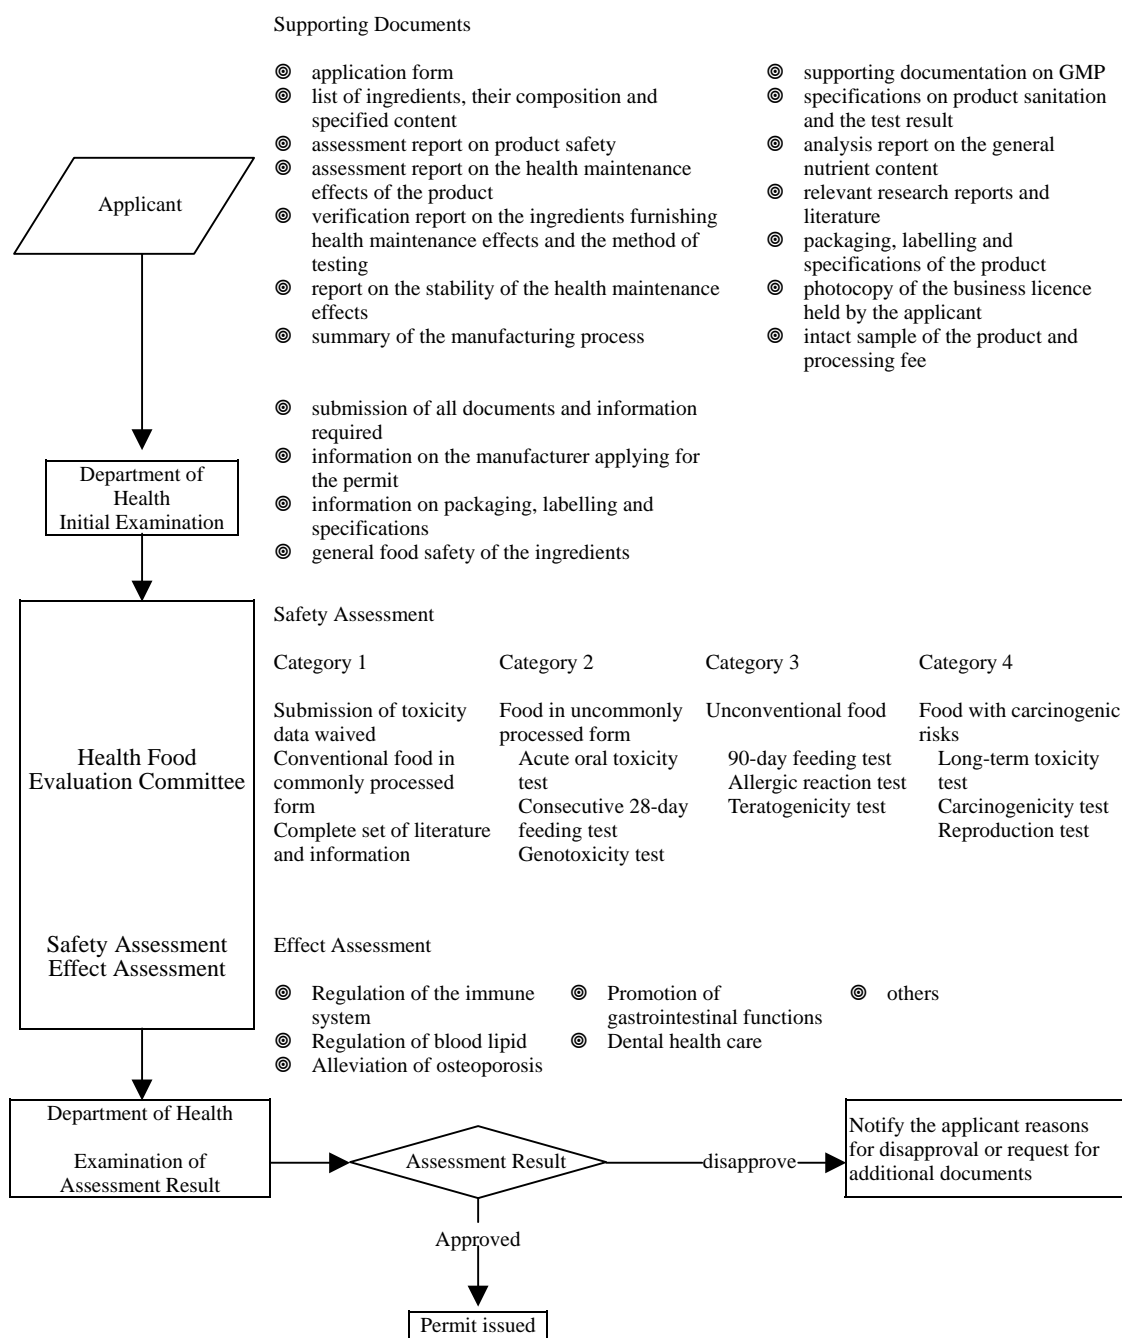 Supporting Documents
◎ application form
◎ list of ingredients, their composition and
specified content
◎ assessment report on product safety
◎ assessment report on the health maintenance
effects of the product
◎ verification report on the ingredients furnishing
health maintenance effects and the method of
testing
◎ report on the stability of the health maintenance
effects
◎ summary of the manufacturing process
◎ supporting documentation on GMP
◎ specifications on product sanitation
and the test result
◎ analysis report on the general
nutrient content
◎ relevant research reports and
literature
◎ packaging, labelling and
specifications of the product
◎ photocopy of the business licence
held by the applicant
◎ intact sample of the product and
processing fee
Applicant
◎ submission of all documents and information
required
◎ information on the manufacturer applying for
the permit
◎ information on packaging, labelling and
specifications
◎ general food safety of the ingredients
Department of
Health
Initial Examination
Safety Assessment
Category 1
Submission of toxicity
data waived
Conventional food in
commonly processed
form
Complete set of literature
and information
Category 2
Food in uncommonly
processed form
Acute oral toxicity
test
Consecutive 28-day
feeding test
Genotoxicity test
Category 3
Unconventional food
90-day feeding test
Allergic reaction test
Teratogenicity test
Category 4
Food with carcinogenic
risks
Long-term toxicity
test
Carcinogenicity test
Reproduction test
Health Food
Evaluation Committee
Safety Assessment
Effect Assessment
Effect Assessment
◎ Regulation of the immune
system
◎ Regulation of blood lipid
◎ Alleviation of osteoporosis
◎ Promotion of
gastrointestinal functions
◎ Dental health care
◎ others
Department of Health
Examination of
Assessment Result
Assessment Result
disapprove
Notify the applicant reasons
for disapproval or request for
additional documents
Approved
Permit issued